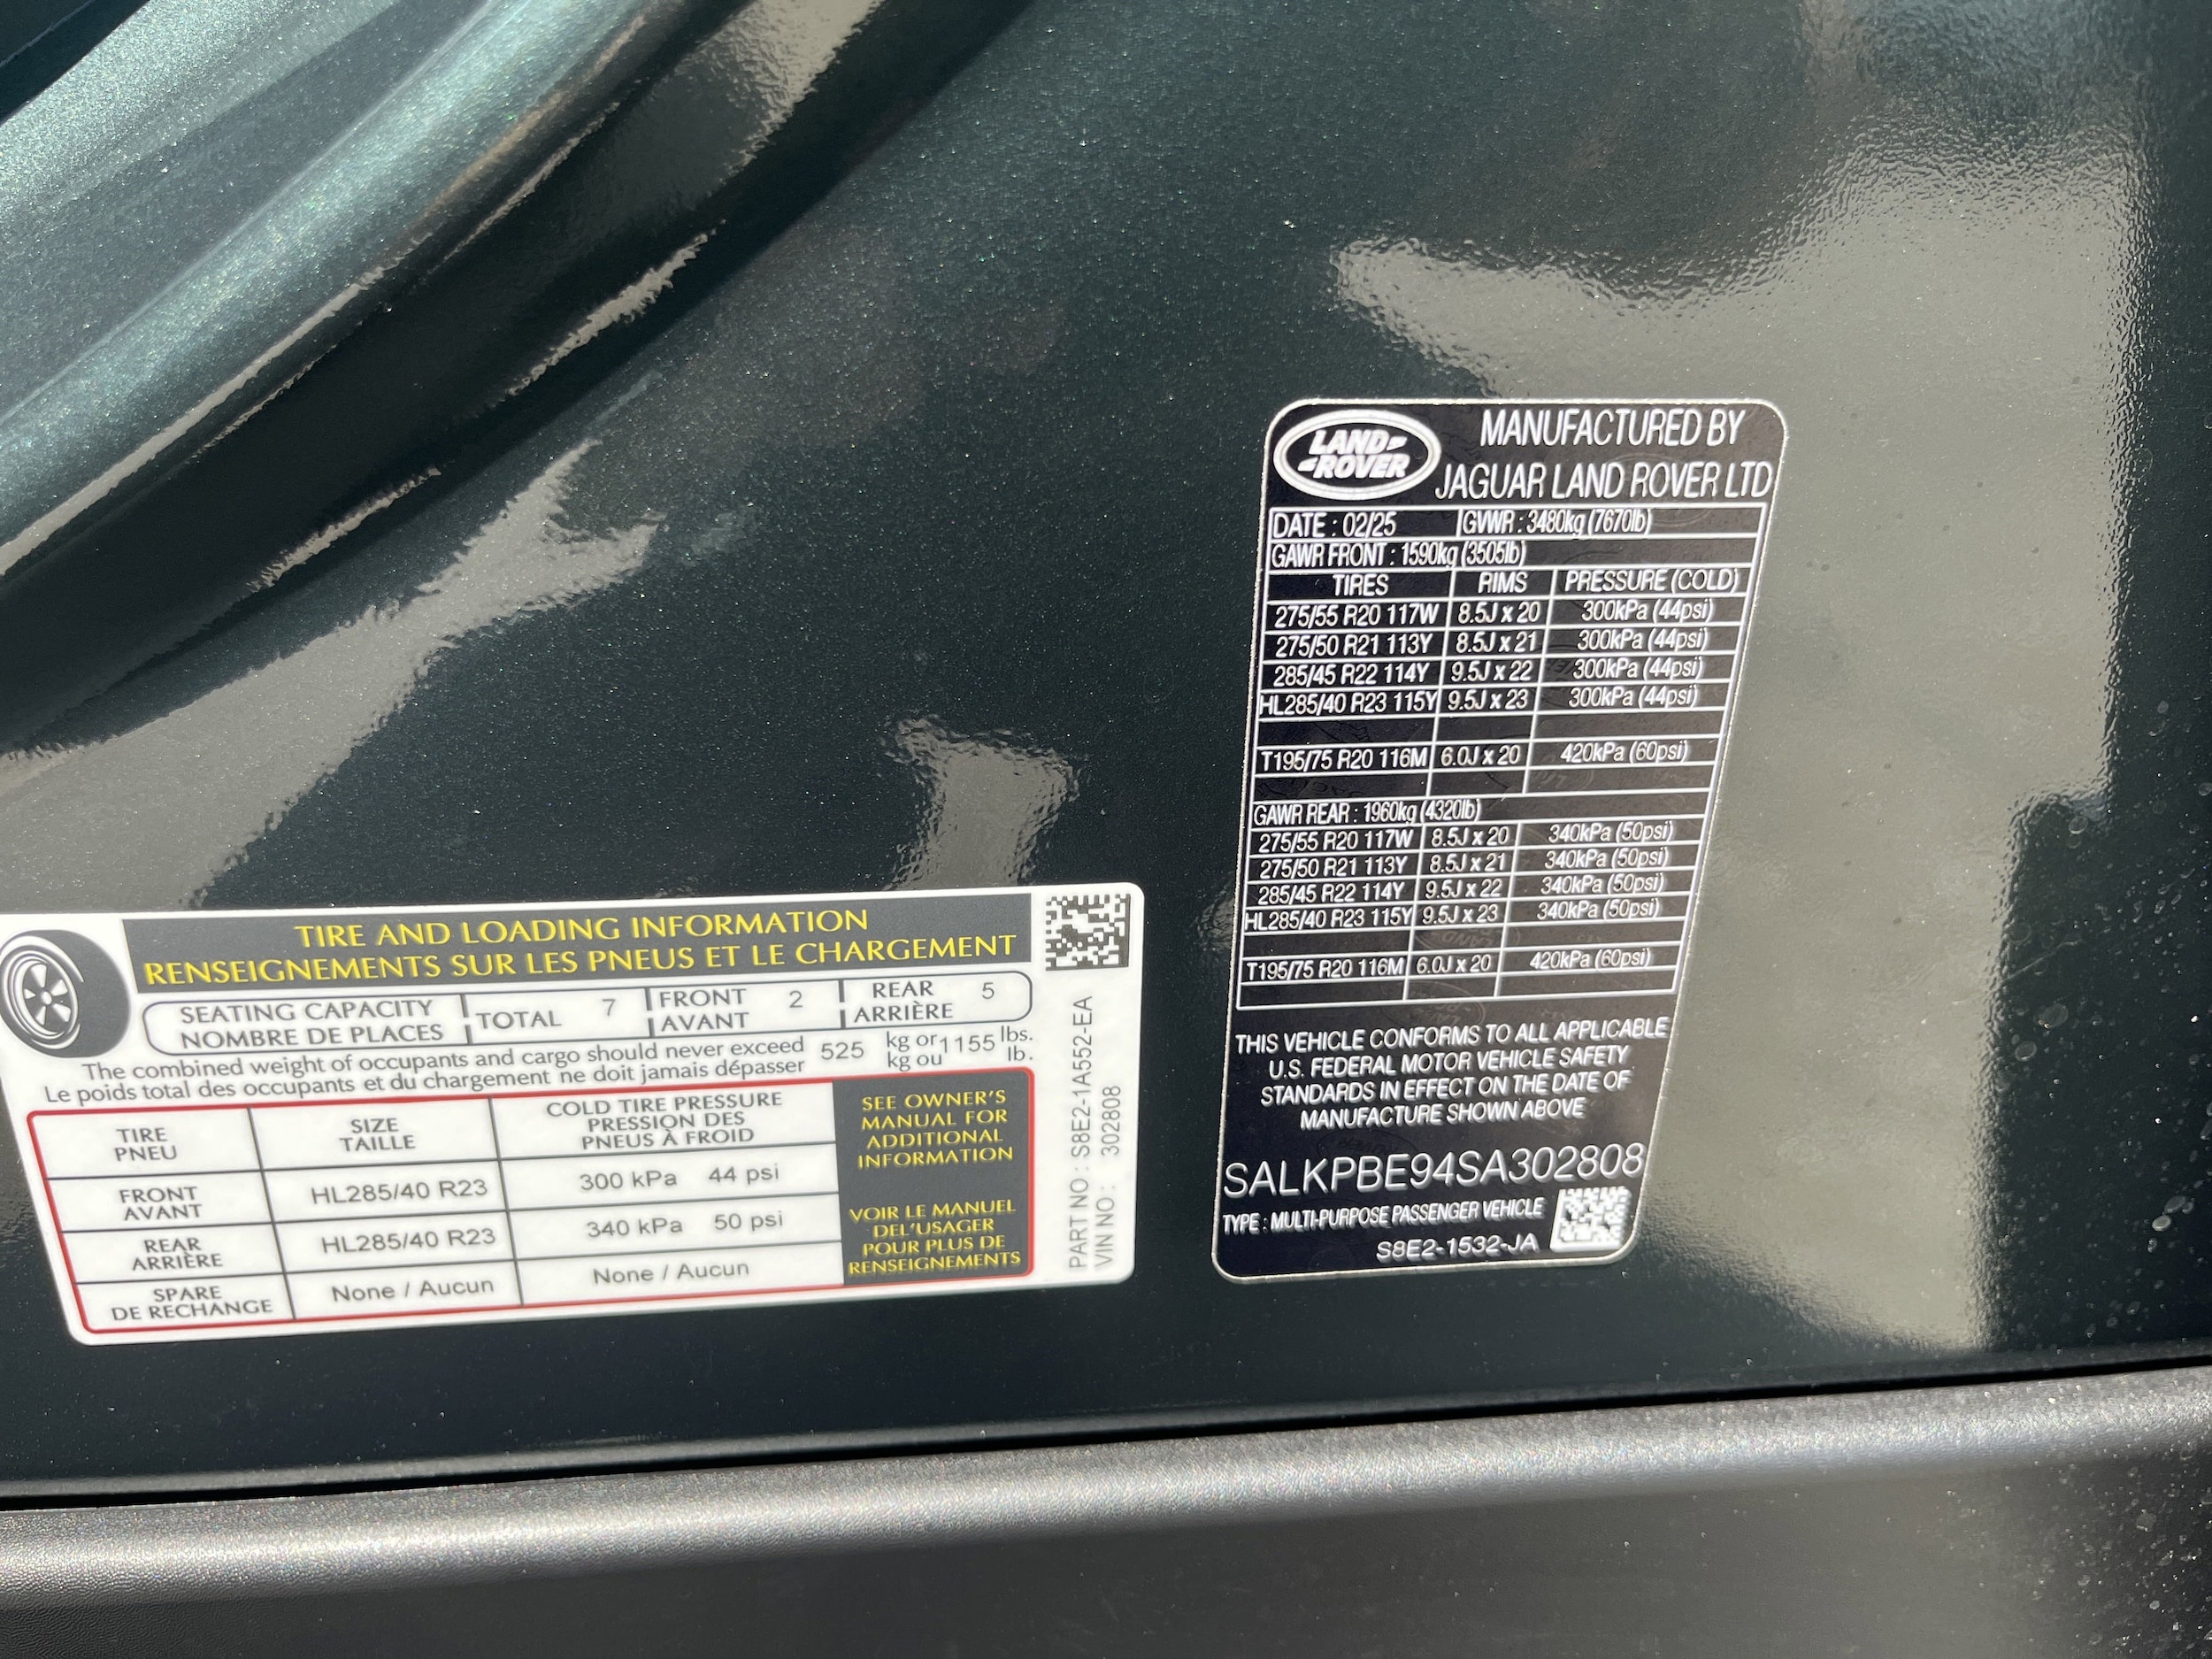 TIRE AND LOADING INFORMATION
RENSEIGNEMENTS SUR LES PNEUS ET LE CHARGEMENT
SEATING CAPACITY
NOMBRE DE PLACES
TOTAL 7
FRONT
AVANT
2
REAR
ARRIÈRE
5
The combined weight of occupants and cargo should never exceed 525 kg or 1155 lbs.
Le poids total des occupants et du chargement ne doit jamais dépasser kg ou lb.
TIRE
PNEU
SIZE
TAILLE
COLD TIRE PRESSURE
PRESSION DES
PNEUS À FROID
FRONT
AVANT
HL285/40 R23
300 kPa 44 psi
REAR
ARRIÈRE
HL285/40 R23
340 kPa 50 psi
SPARE
DE RECHANGE
None / Aucun
None / Aucun
SEE OWNER'S
MANUAL FOR
ADDITIONAL
INFORMATION
VOIR LE MANUEL
DEL'USAGER
POUR PLUS DE
RENSEIGNEMENTS
PART NO : S8E2-1A552-EA
VIN NO : 302808
LAND
ROVER
MANUFACTURED BY
JAGUAR LAND ROVER LTD
DATE : 02/25 GVWR : 3480kg (7670lb)
GAWR FRONT : 1590kg (3505lb)
TIRES RIMS PRESSURE (COLD)
275/55 R20 117W 8.5J x 20 300kPa (44psi)
275/50 R21 113Y 8.5J x 21 300kPa (44psi)
285/45 R22 114Y 9.5J x 22 300kPa (44psi)
HL285/40 R23 115Y 9.5J x 23 300kPa (44psi)
T195/75 R20 116M 6.0J x 20 420kPa (60psi)
GAWR REAR : 1960kg (4320lb)
275/55 R20 117W 8.5J x 20 340kPa (50psi)
275/50 R21 113Y 8.5J x 21 340kPa (50psi)
285/45 R22 114Y 9.5J x 22 340kPa (50psi)
HL285/40 R23 115Y 9.5J x 23 340kPa (50psi)
T195/75 R20 116M 6.0J x 20 420kPa (60psi)
THIS VEHICLE CONFORMS TO ALL APPLICABLE
U.S. FEDERAL MOTOR VEHICLE SAFETY
STANDARDS IN EFFECT ON THE DATE OF
MANUFACTURE SHOWN ABOVE
SALKPBE94SA302808
TYPE : MULTI-PURPOSE PASSENGER VEHICLE
S8E2-1532-JA